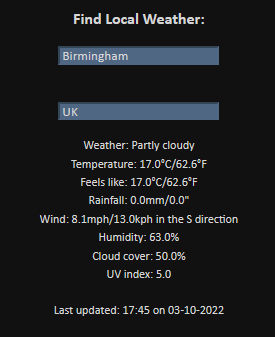 Find Local Weather:
Birmingham
UK
Weather: Partly cloudy
Temperature: 17.0°C/62.6°F
Feels like: 17.0°C/62.6°F
Rainfall: 0.0mm/0.0"
Wind: 8.1mph/13.0kph in the S direction
Humidity: 63.0%
Cloud cover: 50.0%
UV index: 5.0
Last updated: 17:45 on 03-10-2022